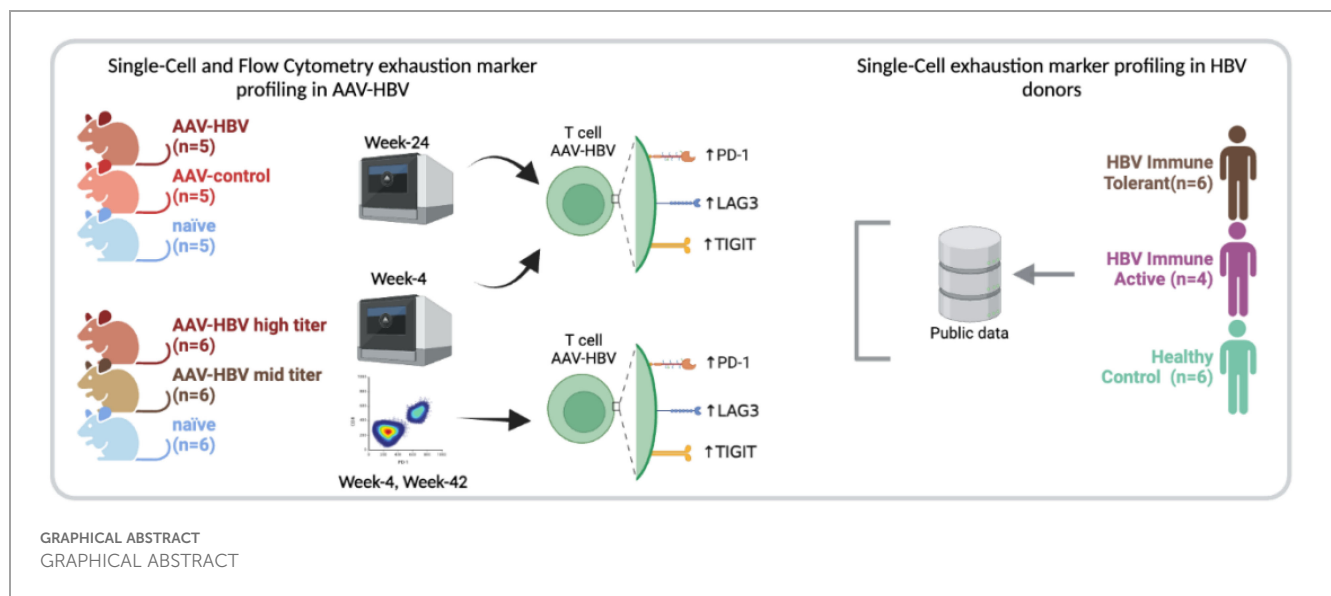 Single-Cell and Flow Cytometry exhaustion marker
profiling in AAV-HBV
AAV-HBV
(n=5)
AAV-control
(n=5)
naïve
(n=5)
AAV-HBV high titer
(n=6)
AAV-HBV mid titer
(n=6)
naïve
(n=6)
Week-24
Week-4
PD-1
Week-4, Week-42
T cell
AAV-HBV
↑PD-1
↑LAG3
↑TIGIT
T cell
AAV-HBV
↑PD-1
↑LAG3
↑TIGIT
Single-Cell exhaustion marker profiling in HBV
donors
Public data
HBV Immune
Tolerant(n=6)
HBV Immune
Active (n=4)
Healthy
Control (n=6)
GRAPHICAL ABSTRACT
GRAPHICAL ABSTRACT